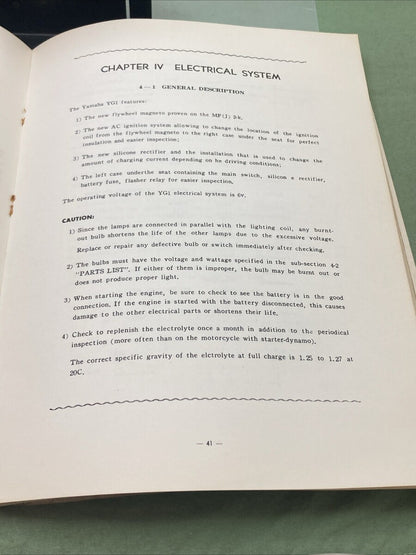 CHAPTER IV ELECTRICAL SYSTEM
4—1 GENERAL DESCRIPTION
The Yamaha YG1 features:
1) The new flywheel magneto proven on the MF(J) 2-k.
2) The new AC ignition system allowing to change the location of the ignition
coil from the flywheel magneto to the right case under the seat for perfect
insulation and easier inspection;
3) The new silicone rectifier and the installation that is used to change the
amount of charging current depending on he driving conditions;
4) The left case underthe seat containing the main switch, silicon e rectifier,
battery fuse, flasher relay for easier inspection,
The operating voltage of the YG1 electrical system is 6v.
CAUTION:
1) Since the lamps are connected in parallel with the lighting coil, any burnt-
out bulb shortens the life of the other lamps due to the excessive voltage.
Replace or repair any defective bulb or switch immediately after checking.
2) The bulbs must have the voltage and wattage specified in the sub-section 4-2
"PARTS LIST". If either of them is improper, the bulb may be burnt out or
does not produce proper light.
3) When starting the engine, be sure to check to see the battery is in the good
connection. If the engine is started with the battery disconnected, this causes
damage to the other electrical parts or shortens their life.
4) Check to replenish the electrolyte once a month in addition to the periodical
inspection (more often than on the motorcycle with starter-dynamo).
The correct specific gravity of the elctrolyte at full charge is 1.25 to 1.27 at
20C.
— 41 —